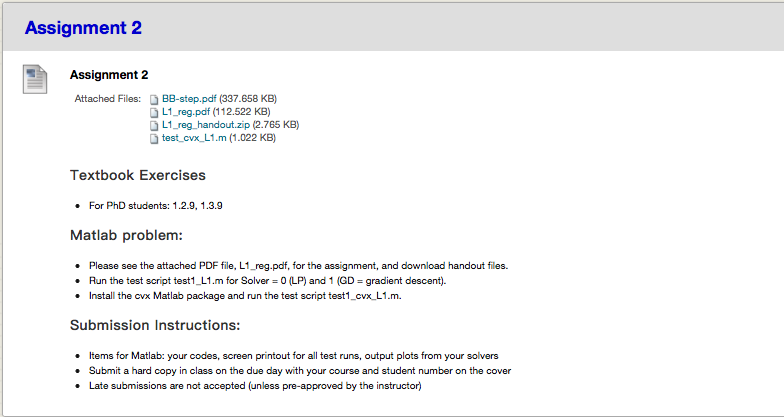 Assignment 2
Assignment 2
Attached Files: BB-step.pdf (337.658 KB)
L1_reg.pdf (112.522 KB)
L1_reg_handout.zip (2.765 KB)
test_cvx_L1.m (1.022 KB)
Textbook Exercises
• For PhD students: 1.2.9, 1.3.9
Matlab problem:
• Please see the attached PDF file, L1_reg.pdf, for the assignment, and download handout files.
• Run the test script test1_L1.m for Solver = 0 (LP) and 1 (GD = gradient descent).
• Install the cvx Matlab package and run the test script test1_cvx_L1.m.
Submission Instructions:
• Items for Matlab: your codes, screen printout for all test runs, output plots from your solvers
• Submit a hard copy in class on the due day with your course and student number on the cover
• Late submissions are not accepted (unless pre-approved by the instructor)